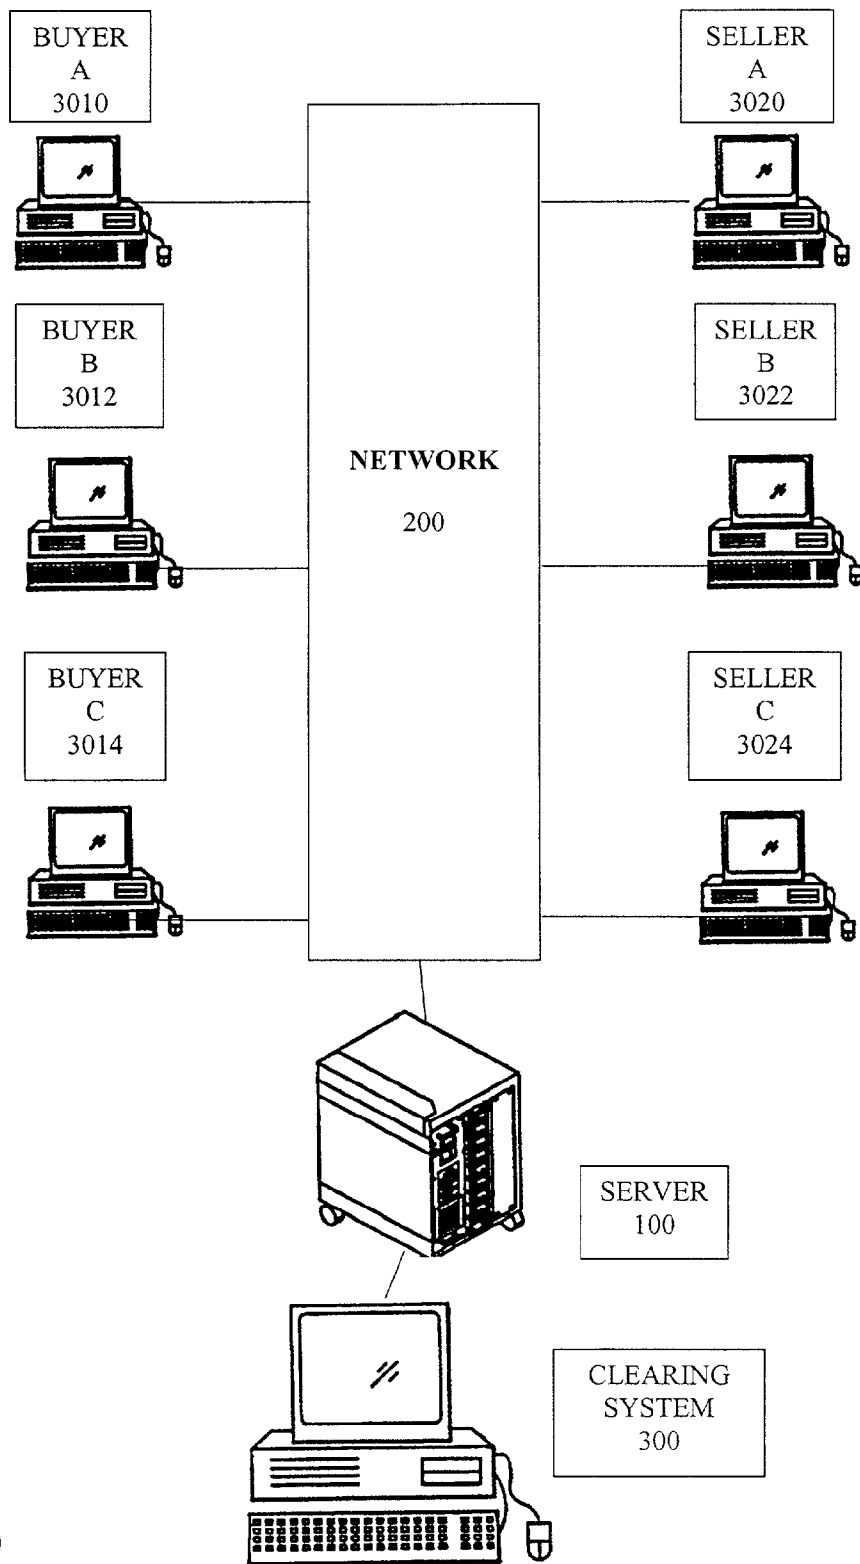 BUYER
A
3010
SELLER
A
3020
BUYER
B
3012
SELLER
B
3022
NETWORK
200
BUYER
C
3014
SELLER
C
3024
SERVER
100
CLEARING
SYSTEM
300